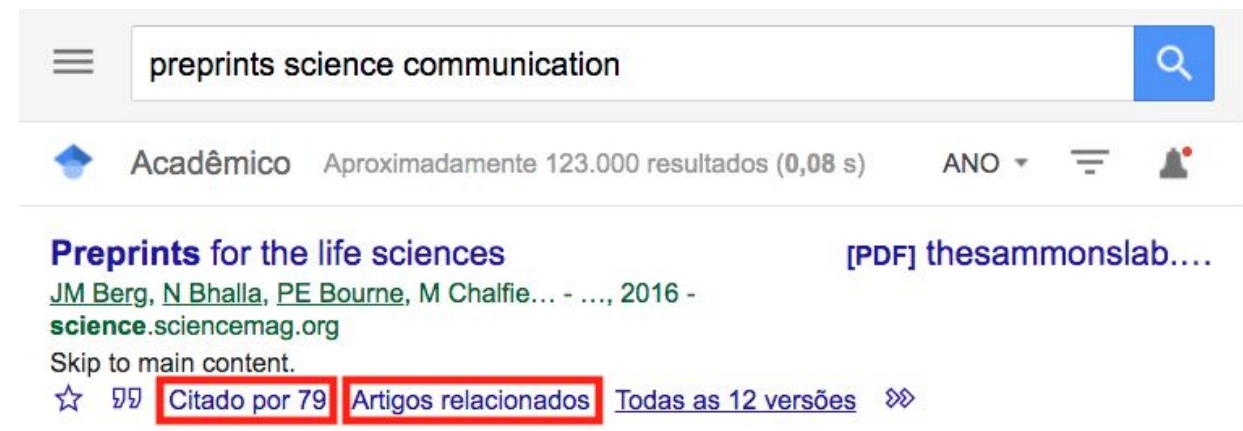 preprints science communication
Acadêmico Aproximadamente 123.000 resultados (0,08 s) ANO
Preprints for the life sciences [PDF] thesammonslab....
JM Berg, N Bhalla, PE Bourne, M Chalfie... - ..., 2016 -
science.sciencemag.org
Skip to main content.
Citado por 79 Artigos relacionados Todas as 12 versões